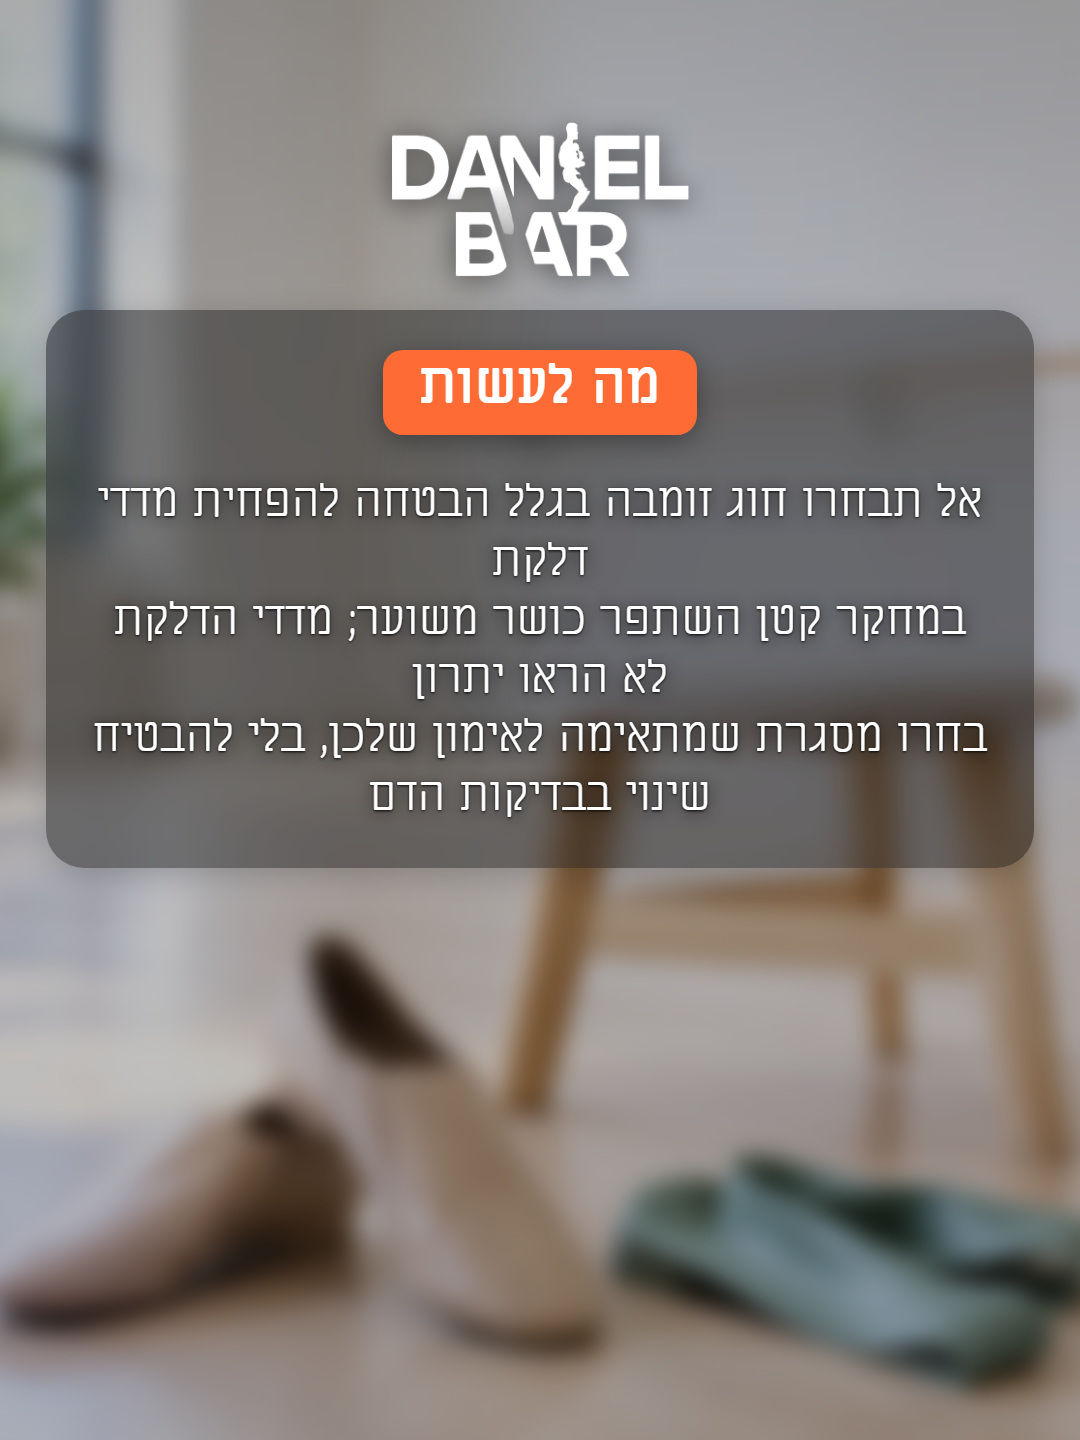 DANIEL
BAR
מה לעשות
אל תבחרו חוג זומבה בגלל הבטחה להפחית מדדי
דלקת
במחקר קטן השתפר כושר משוער; מדדי הדלקת
לא הראו יתרון
בחרו מסגרת שמתאימה לאימון שלכן, בלי להבטיח
שינוי בבדיקות הדם